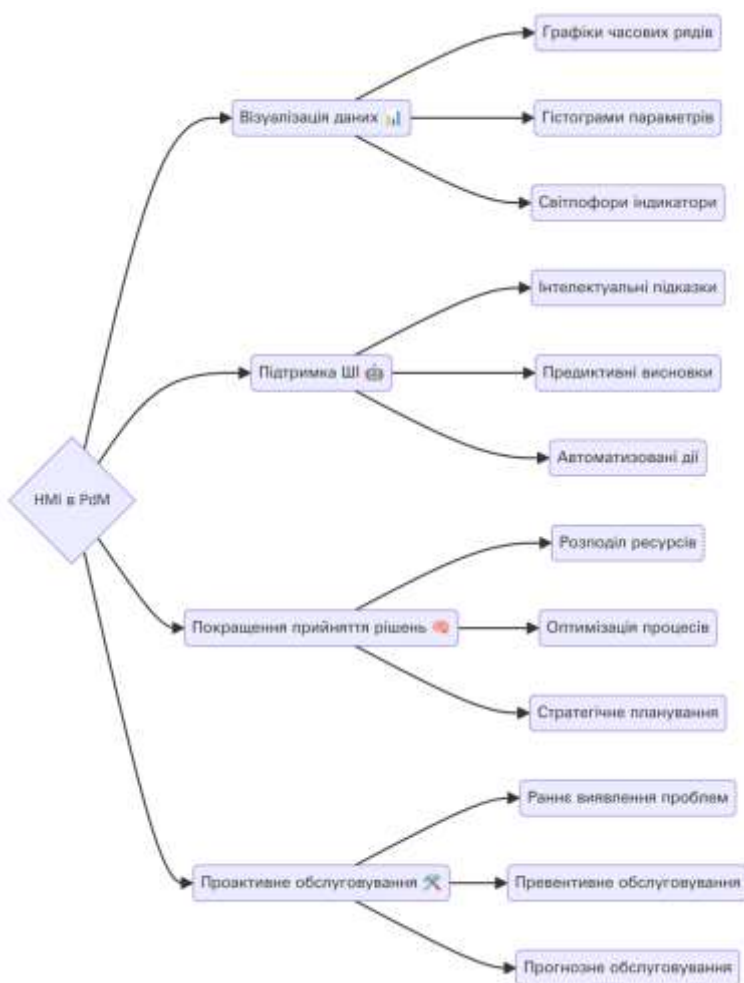 Графіки часових рядів
Візуалізація даних 📊
Гістограми параметрів
Світлофори індикатори
Інтелектуальні підказки
Підтримка ШІ 🤖
Предиктивні висновки
Автоматизовані дії
HMI в PdM
Розподіл ресурсів
Покращення прийняття рішень 🧠
Оптимізація процесів
Стратегічне планування
Раннє виявлення проблем
Проактивне обслуговування 🛠
Превентивне обслуговування
Прогнозне обслуговування